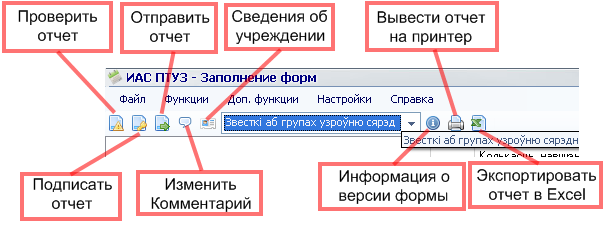 Проверить
отчет
Отправить
отчет
Сведения об
учреждении
Вывести отчет
на принтер
ИАС ПТУЗ - Заполнение форм
Файл Функции Доп. функции Настройки Справка
Звесткі аб групах узроўню сярэд
Звесткі аб групах узроўню сярэдн
Подписать
отчет
Изменить
Комментарий
Информация о
версии формы
Экспортировать
отчет в Excel